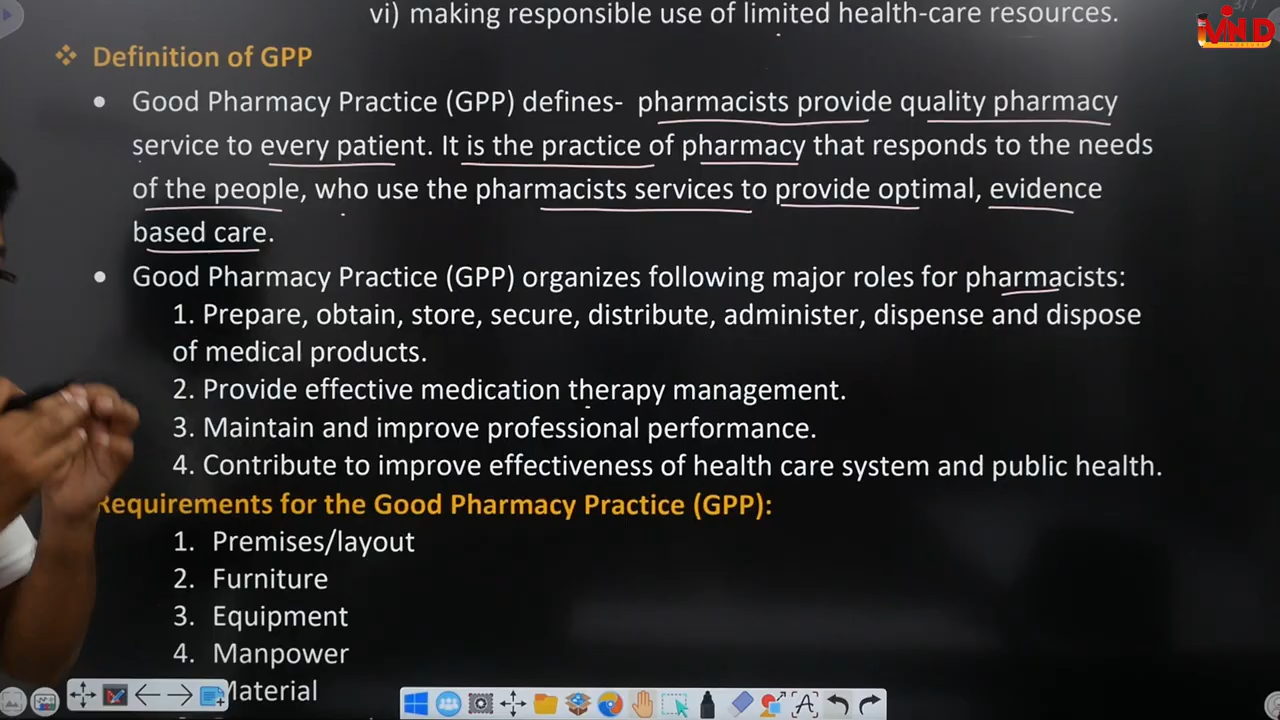 vi) making responsible use of limited health-care resources.
Definition of GPP
Good Pharmacy Practice (GPP) defines- pharmacists provide quality pharmacy
service to every patient. It is the practice of pharmacy that responds to the needs
of the people, who use the pharmacists services to provide optimal, evidence
based care.
Good Pharmacy Practice (GPP) organizes following major roles for pharmacists:
1. Prepare, obtain, store, secure, distribute, administer, dispense and dispose
of medical products.
2. Provide effective medication therapy management.
3. Maintain and improve professional performance.
4. Contribute to improve effectiveness of health care system and public health.
Requirements for the Good Pharmacy Practice (GPP):
1. Premises/layout
2. Furniture
3. Equipment
4. Manpower
Material